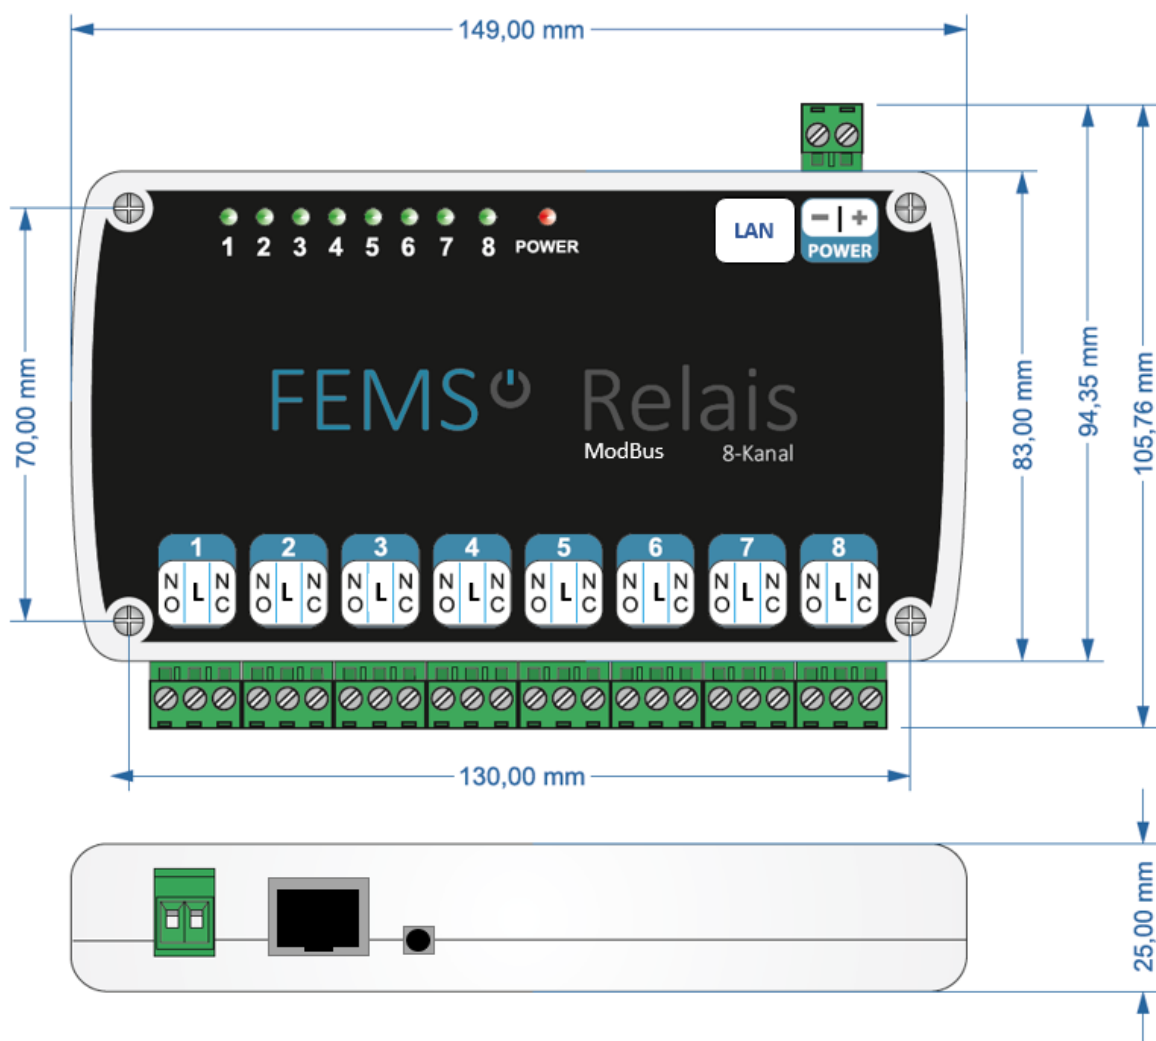 149,00 mm
1 2 3 4 5 6 7 8 POWER
LAN
- | +
POWER
70,00 mm
83,00 mm
94,35 mm
105,76 mm
FEMS Relais
ModBus 8-Kanal
1 2 3 4 5 6 7 8
NO L NC NO L NC NO L NC NO L NC NO L NC NO L NC NO L NC NO L NC
130,00 mm
25,00 mm